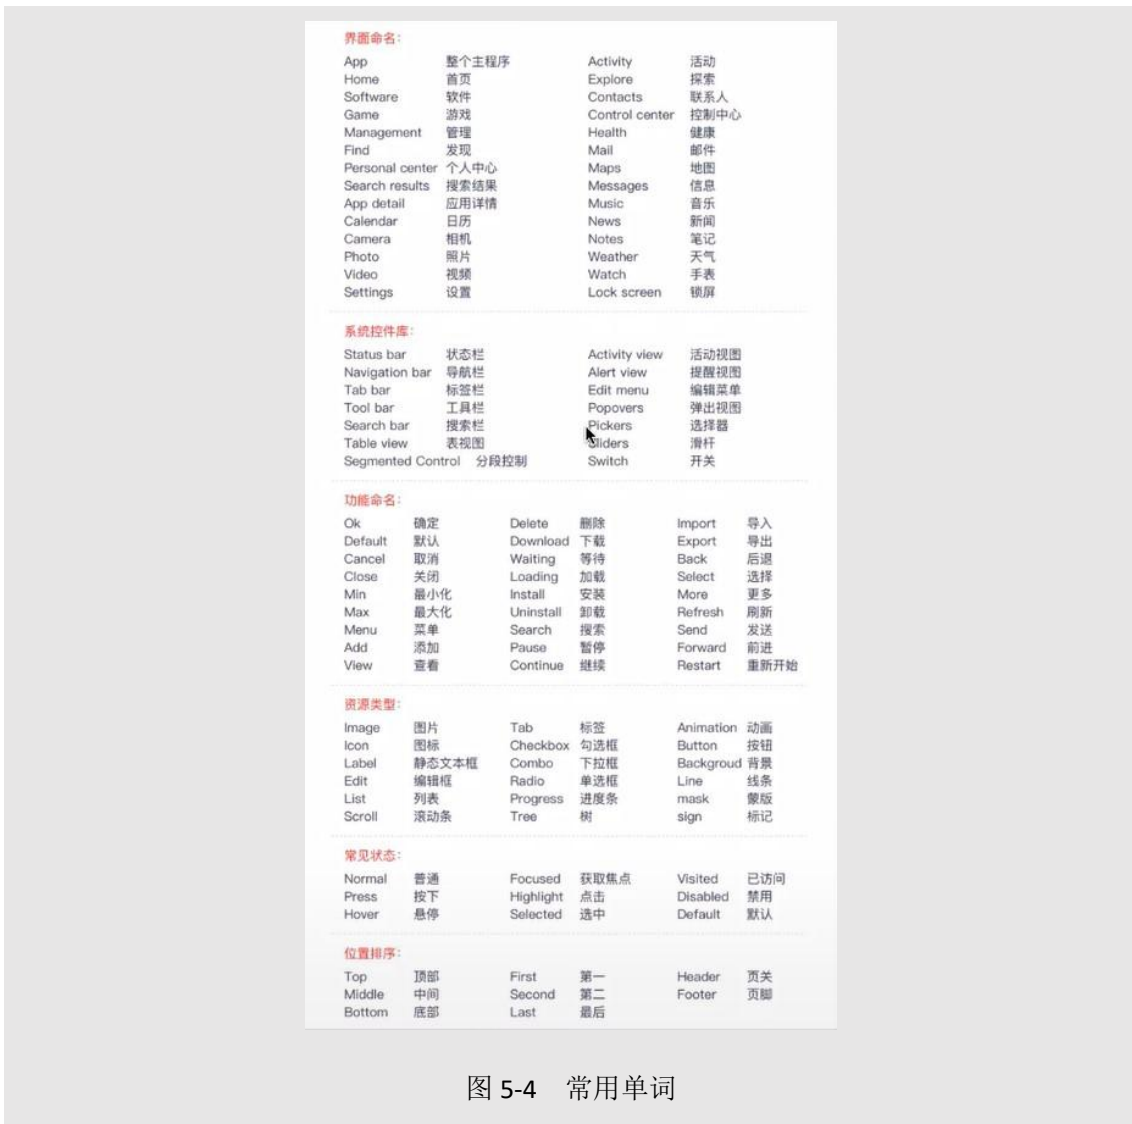 界面命名：
App 整个主程序 Activity 活动
Home 首页 Explore 探索
Software 软件 Contacts 联系人
Game 游戏 Control center 控制中心
Management 管理 Health 健康
Find 发现 Mail 邮件
Personal center 个人中心 Maps 地图
Search results 搜索结果 Messages 信息
App detail 应用详情 Music 音乐
Calendar 日历 News 新闻
Camera 相机 Notes 笔记
Photo 照片 Weather 天气
Video 视频 Watch 手表
Settings 设置 Lock screen 锁屏
系统控件库：
Status bar 状态栏 Activity view 活动视图
Navigation bar 导航栏 Alert view 提醒视图
Tab bar 标签栏 Edit menu 编辑菜单
Tool bar 工具栏 Popovers 弹出视图
Search bar 搜索栏 Pickers 选择器
Table view 表视图 Sliders 滑杆
Segmented Control 分段控制 Switch 开关
功能命名：
Ok 确定 Delete 删除 Import 导入
Default 默认 Download 下载 Export 导出
Cancel 取消 Waiting 等待 Back 后退
Close 关闭 Loading 加载 Select 选择
Min 最小化 Install 安装 More 更多
Max 最大化 Uninstall 卸载 Refresh 刷新
Menu 菜单 Search 搜索 Send 发送
Add 添加 Pause 暂停 Forward 前进
View 查看 Continue 继续 Restart 重新开始
资源类型：
Image 图片 Tab 标签 Animation 动画
Icon 图标 Checkbox 勾选框 Button 按钮
Label 静态文本框 Combo 下拉框 Backgroud 背景
Edit 编辑框 Radio 单选框 Line 线条
List 列表 Progress 进度条 mask 蒙版
Scroll 滚动条 Tree 树 sign 标记
常见状态：
Normal 普通 Focused 获取焦点 Visited 已访问
Press 按下 Highlight 点击 Disabled 禁用
Hover 悬停 Selected 选中 Default 默认
位置排序：
Top 顶部 First 第一 Header 页关
Middle 中间 Second 第二 Footer 页脚
Bottom 底部 Last 最后
图 5-4 常用单词